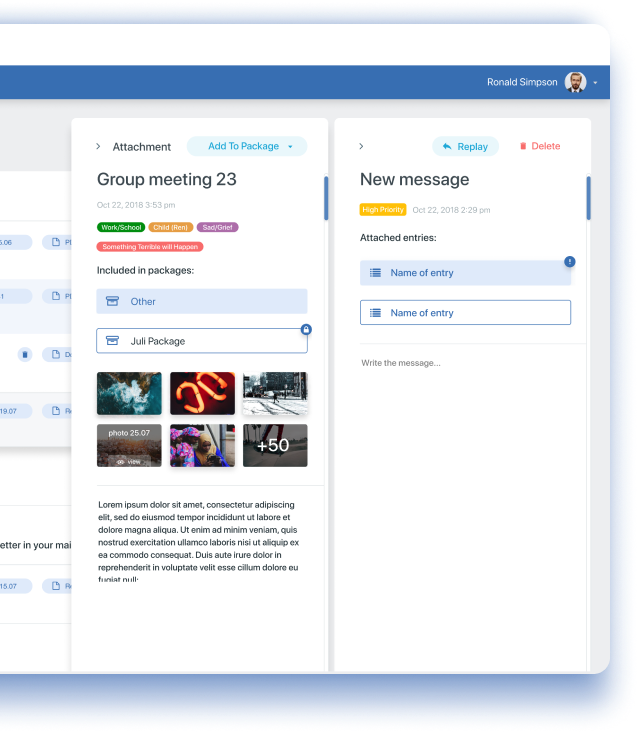 Ronald Simpson
Attachment
Add To Package
Group meeting 23
Oct 22, 2018 3:53 pm
Work/School
Child (Ren)
Sad/Grief
Something Terrible will Happen
Included in packages:
Other
Juli Package
photo 25.07
view
+50
Lorem ipsum dolor sit amet, consectetur adipiscing
elit, sed do eiusmod tempor incididunt ut labore et
dolore magna aliqua. Ut enim ad minim veniam, quis
nostrud exercitation ullamco laboris nisi ut aliquip ex
ea commodo consequat. Duis aute irure dolor in
reprehenderit in voluptate velit esse cillum dolore eu
fugiat null:
Replay
Delete
New message
High Priority
Oct 22, 2018 2:29 pm
Attached entries:
Name of entry
Name of entry
Write the message...
19.07
etter in your mai
15.07